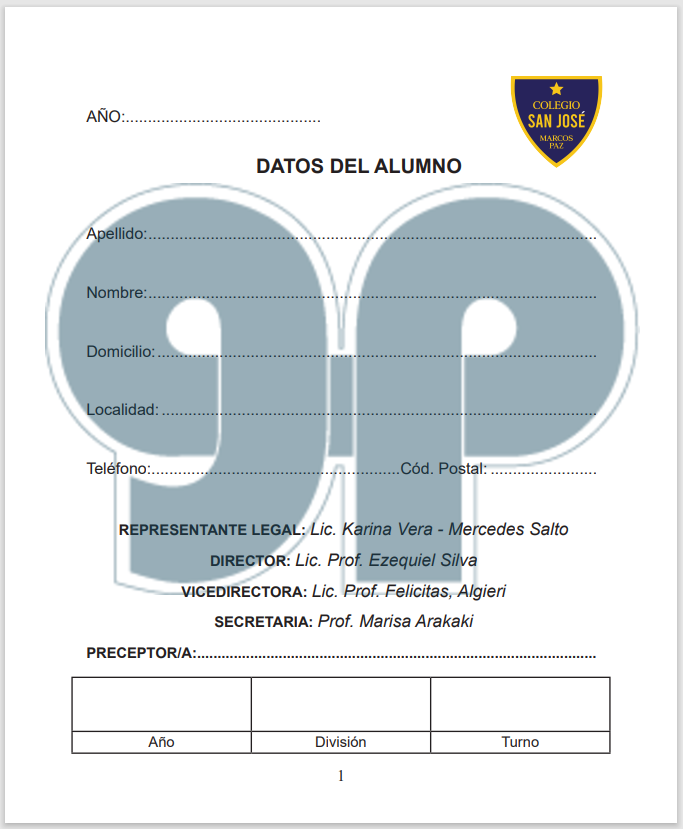 AÑO:............................................
COLEGIO
SAN JOSÉ
MARCOS
PAZ
DATOS DEL ALUMNO
Apellido:.....................................................................................................
Nombre:.....................................................................................................
Domicilio:...................................................................................................
Localidad:..................................................................................................
Teléfono:........................................................Cód. Postal:........................
REPRESENTANTE LEGAL: Lic. Karina Vera - Mercedes Salto
DIRECTOR: Lic. Prof. Ezequiel Silva
VICEDIRECTORA: Lic. Prof. Felicitas, Algieri
SECRETARIA: Prof. Marisa Arakaki
PRECEPTOR/A:...................................................................................................
Año División Turno
1
gp